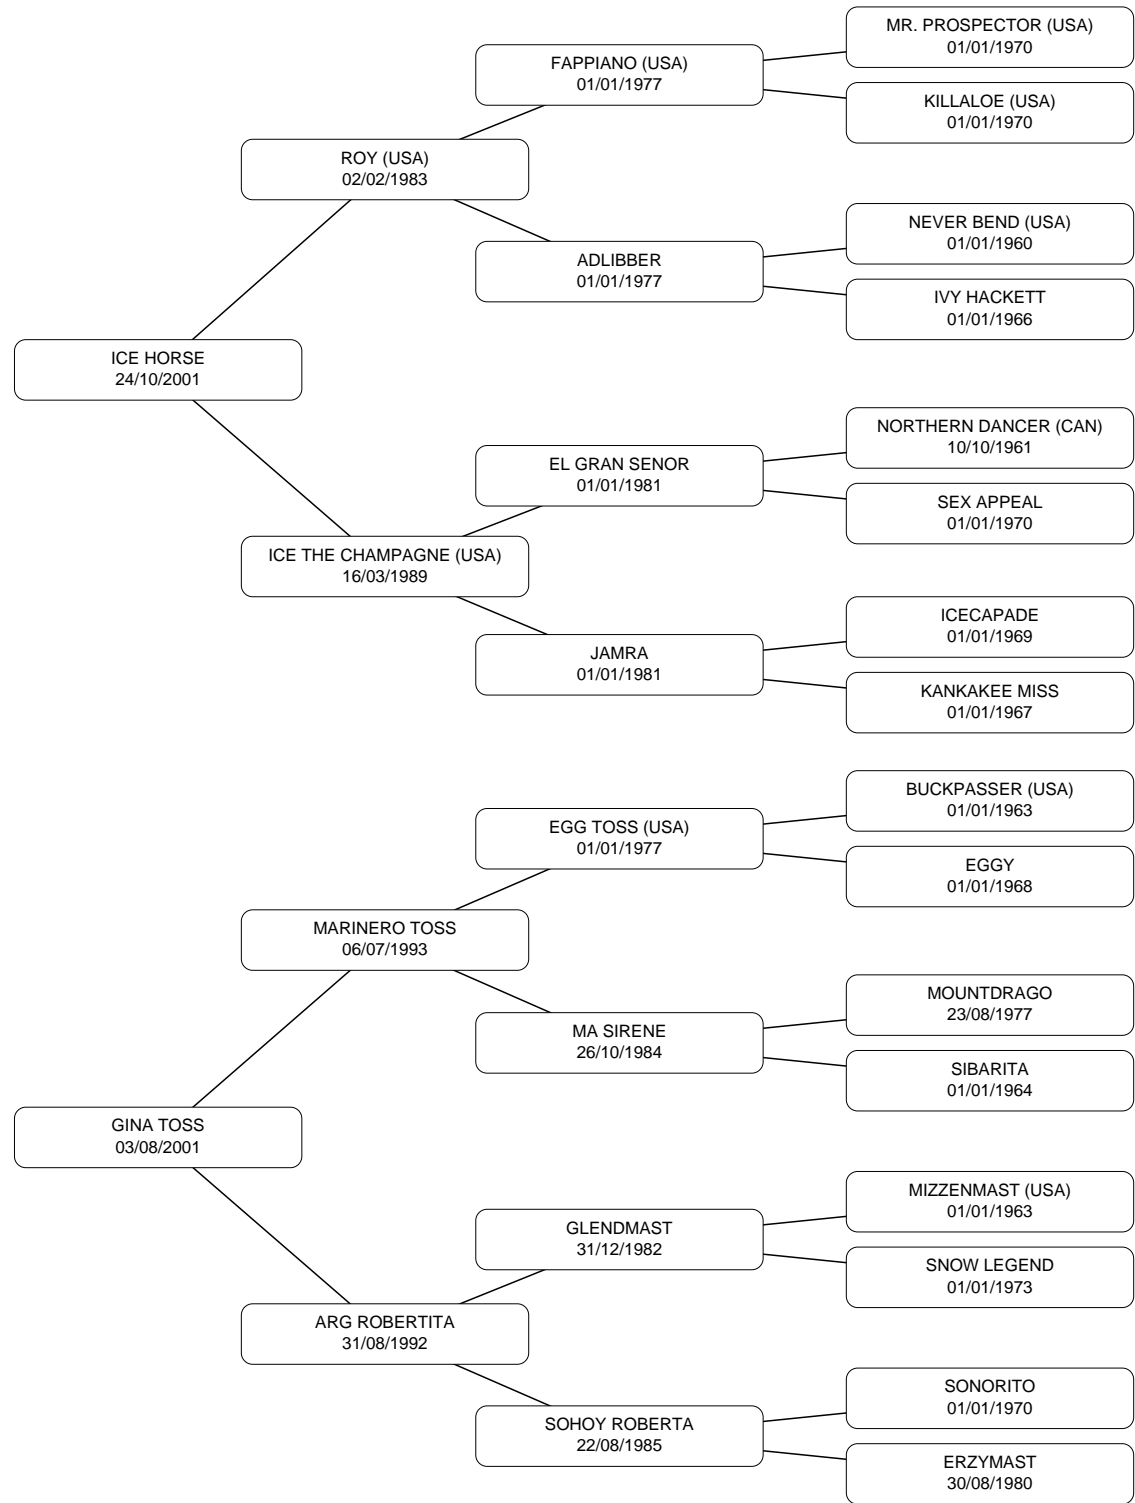 MR. PROSPECTOR (USA)
01/01/1970
FAPPIANO (USA)
01/01/1977
KILLALOE (USA)
01/01/1970
ROY (USA)
02/02/1983
NEVER BEND (USA)
01/01/1960
ADLIBBER
01/01/1977
IVY HACKETT
01/01/1966
ICE HORSE
24/10/2001
NORTHERN DANCER (CAN)
10/10/1961
EL GRAN SENOR
01/01/1981
SEX APPEAL
01/01/1970
ICE THE CHAMPAGNE (USA)
16/03/1989
ICECAPADE
01/01/1969
JAMRA
01/01/1981
KANKAKEE MISS
01/01/1967
BUCKPASSER (USA)
01/01/1963
EGG TOSS (USA)
01/01/1977
EGGY
01/01/1968
MARINERO TOSS
06/07/1993
MOUNTDRAGO
23/08/1977
MA SIRENE
26/10/1984
SIBARITA
01/01/1964
GINA TOSS
03/08/2001
MIZZENMAST (USA)
01/01/1963
GLENDMAST
31/12/1982
SNOW LEGEND
01/01/1973
ARG ROBERTITA
31/08/1992
SONORITO
01/01/1970
SOHOY ROBERTA
22/08/1985
ERZYMAST
30/08/1980